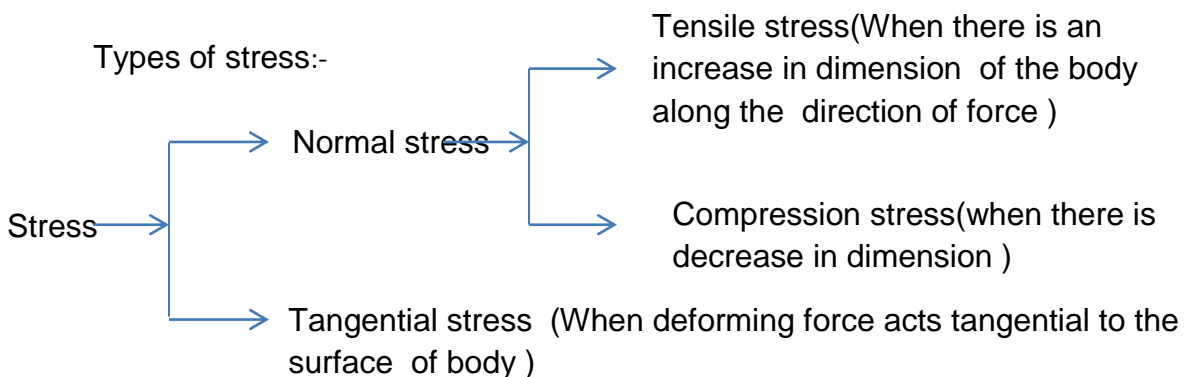 Types of stress:-
Tensile stress(When there is an
increase in dimension of the body
along the direction of force )
Normal stress
Stress
Compression stress(when there is
decrease in dimension )
Tangential stress (When deforming force acts tangential to the
surface of body )